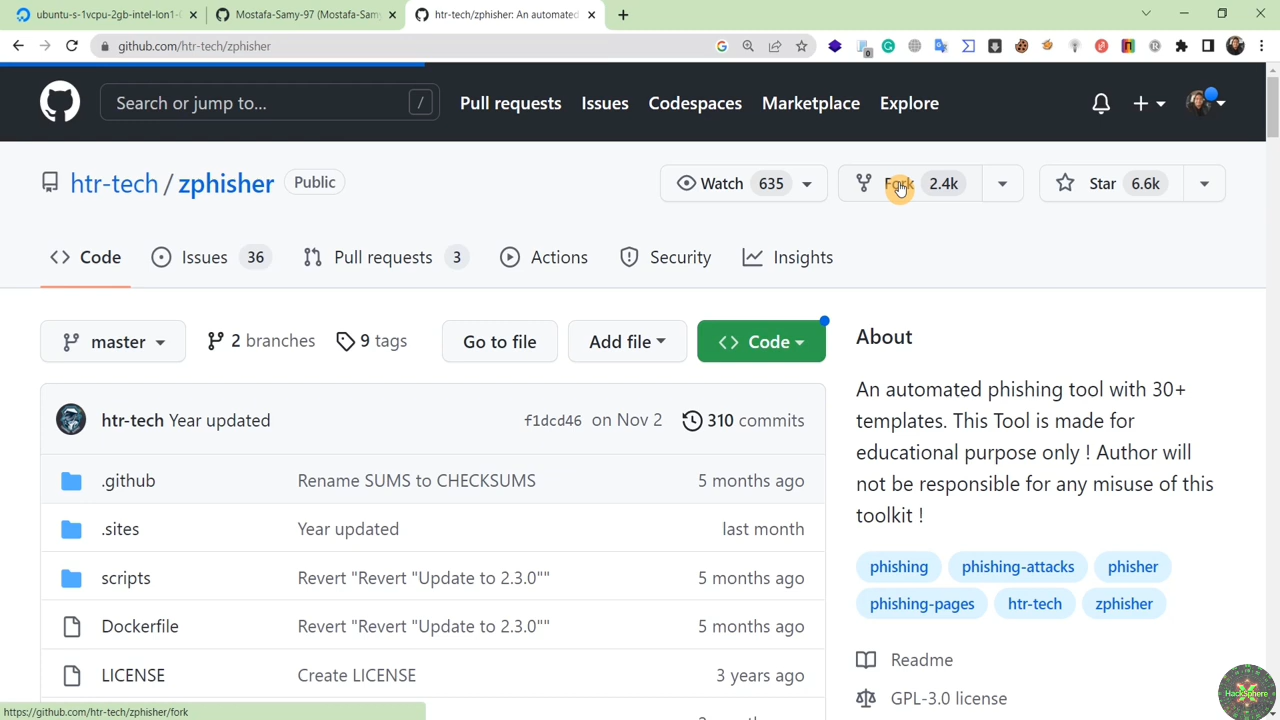 ubuntu-s-1vcpu-2gb-intel-lon1-
Mostafa-Samy-97 (Mostafa-Sam
htr-tech/zphisher: An automated
github.com/htr-tech/zphisher
Search or jump to...
/
Pull requests
Issues
Codespaces
Marketplace
Explore
htr-tech / zphisher
Public
Watch 635
Fork 2.4k
Star 6.6k
Code
Issues 36
Pull requests 3
Actions
Security
Insights
master
2 branches
9 tags
Go to file
Add file
Code
htr-tech Year updated
f1dcd46 on Nov 2
310 commits
.github
Rename SUMS to CHECKSUMS
5 months ago
.sites
Year updated
last month
scripts
Revert "Revert "Update to 2.3.0""
5 months ago
Dockerfile
Revert "Revert "Update to 2.3.0""
5 months ago
LICENSE
Create LICENSE
3 years ago
About
An automated phishing tool with 30+
templates. This Tool is made for
educational purpose only ! Author will
not be responsible for any misuse of this
toolkit !
phishing
phishing-attacks
phisher
phishing-pages
htr-tech
zphisher
Readme
GPL-3.0 license
https://github.com/htr-tech/zphisher/fork
HackSphere